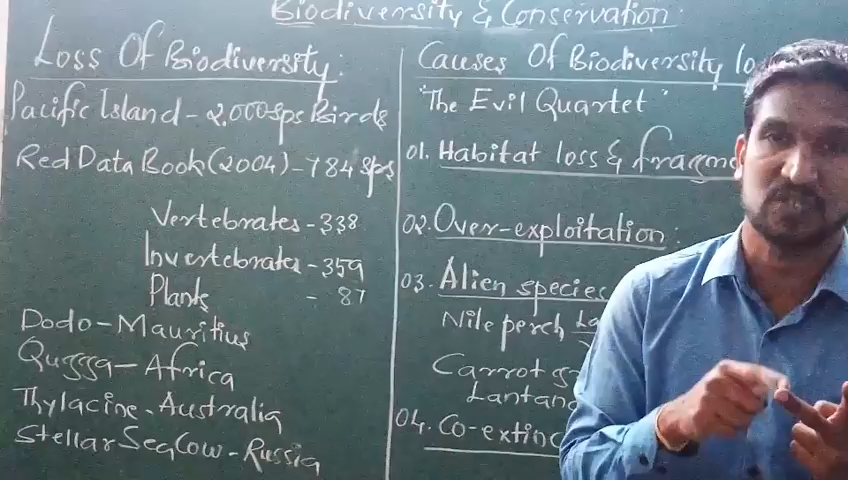 Biodiversity & Conservation
Loss Of Biodiversity:
Pacific Island - 2,000 sps Birds
Red Data Book (2004) - 784 sps
Vertebrates - 338
Invertebrates - 359
Plants - 87
Dodo - Mauritius
Quagga - Africa
Thylacine - Australia
Stellar Sea Cow - Russia
Causes Of Biodiversity lo
"The Evil Quartet"
01. Habitat loss & fragme
02. Over-exploitation:
03. Alien species
Nile perch La
Carrot g
Lantana
04. Co-extinc